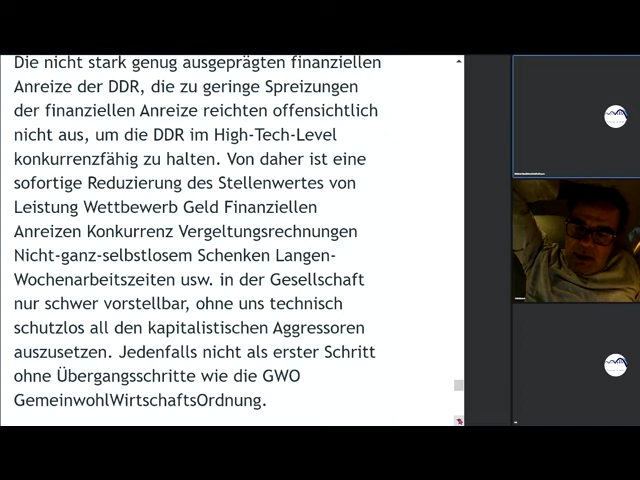 Die nicht stark genug ausgeprägten finanziellen
Anreize der DDR, die zu geringe Spreizungen
der finanziellen Anreize reichten offensichtlich
nicht aus, um die DDR im High-Tech-Level
konkurrenzfähig zu halten. Von daher ist eine
sofortige Reduzierung des Stellenwertes von
Leistung Wettbewerb Geld Finanziellen
Anreizen Konkurrenz Vergeltungsrechnungen
Nicht-ganz-selbstlosem Schenken Langen-
Wochenarbeitszeiten usw. in der Gesellschaft
nur schwer vorstellbar, ohne uns technisch
schutzlos all den kapitalistischen Aggressoren
auszusetzen. Jedenfalls nicht als erster Schritt
ohne Übergangsschritte wie die GWO
GemeinwohlWirtschaftsOrdnung.